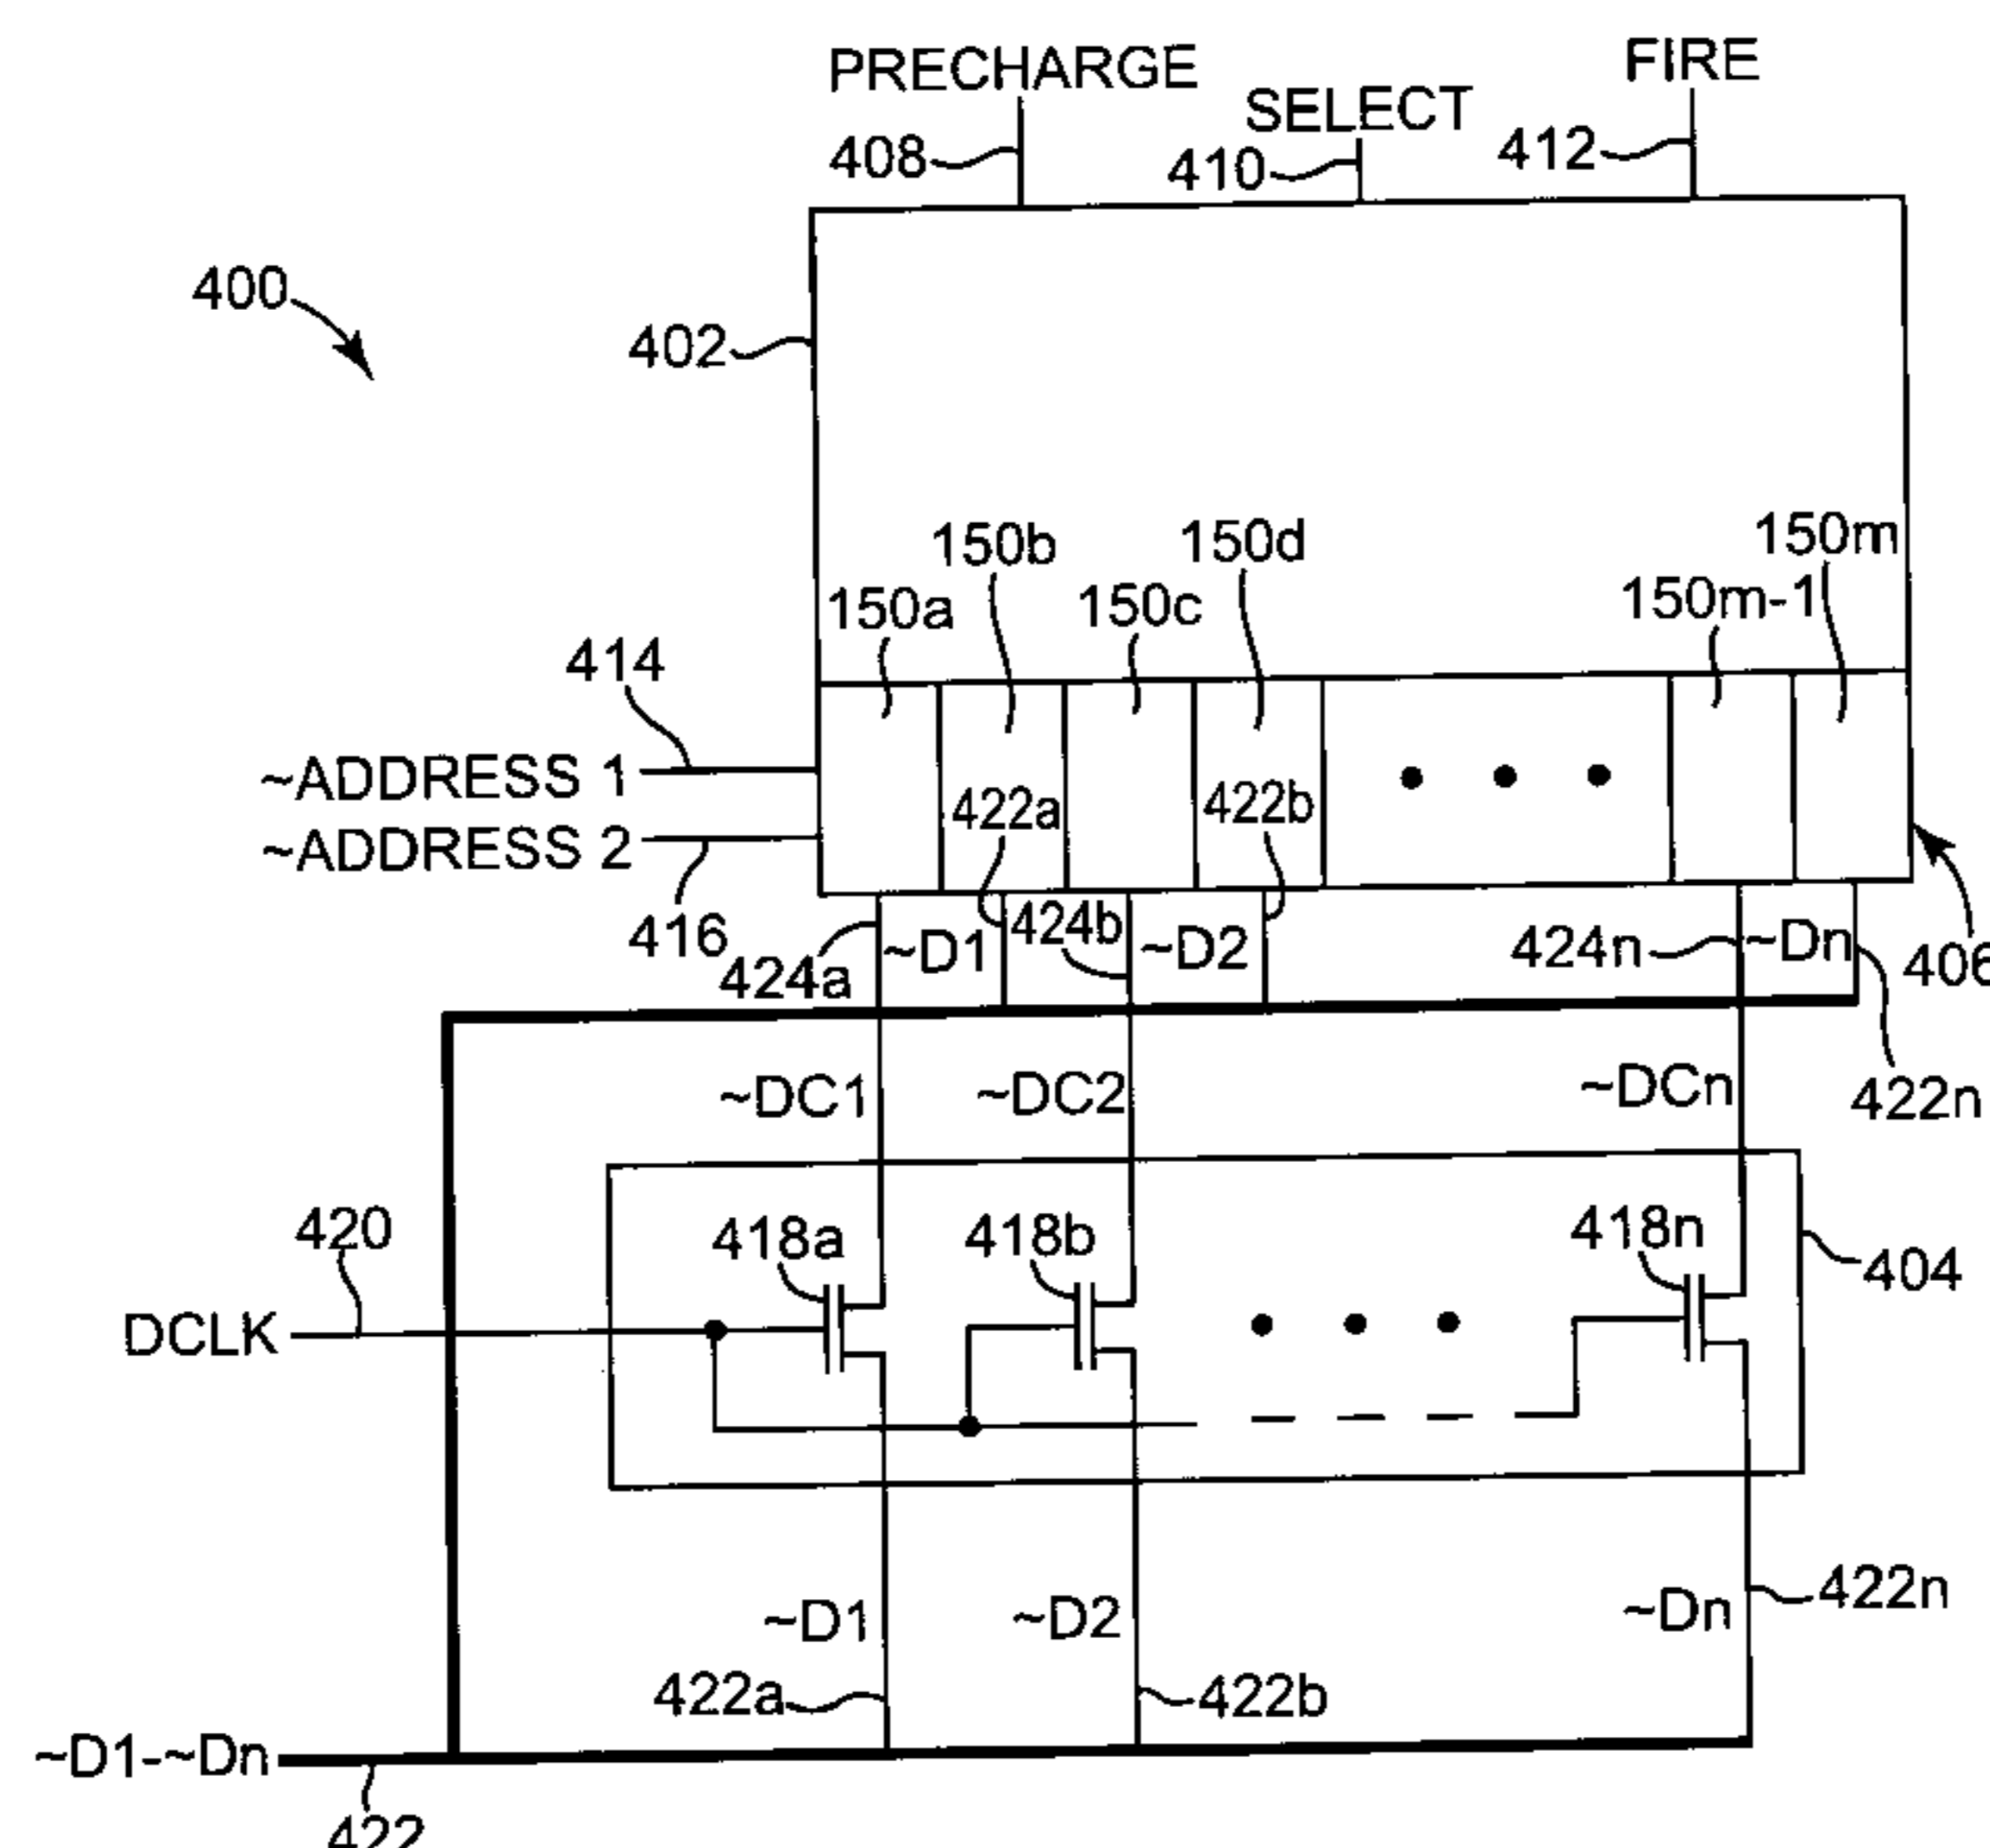 PRECHARGE
FIRE
SELECT
408
410
412
400
402
150b
150d
150m
150a
150c
150m-1
414
~ADDRESS 1
422a
422b
~ADDRESS 2
416
424a
~D1
424b
~D2
424n
~Dn
406
~DC1
~DC2
~DCn
422n
420
418a
418b
418n
404
DCLK
~D1
~D2
~Dn
422n
422a
422b
~D1-~Dn
422